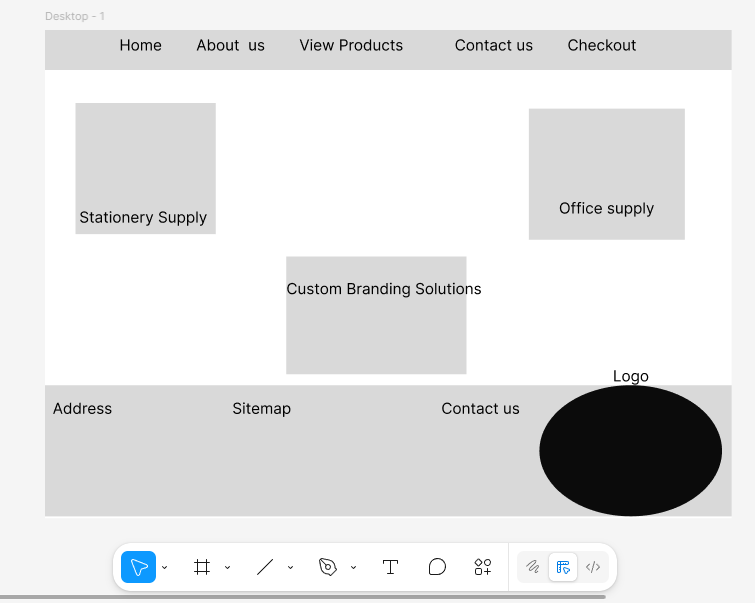 Desktop - 1
Home About us View Products Contact us Checkout
Stationery Supply
Office supply
Custom Branding Solutions
Logo
Address Sitemap Contact us